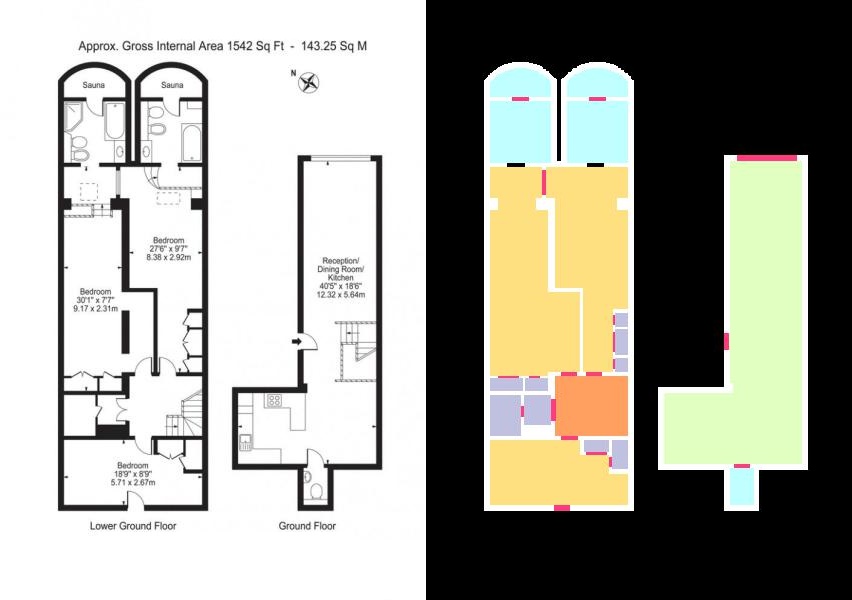 Approx. Gross Internal Area 1542 Sq Ft - 143.25 Sq M
N
Sauna
Sauna
Bedroom
27'6" x 9'7"
8.38 x 2.92m
Bedroom
30'1" x 7'7"
9.17 x 2.31m
Reception/
Dining Room/
Kitchen
40'5" x 18'6"
12.32 x 5.64m
Bedroom
18'9" x 8'9"
5.71 x 2.67m
Lower Ground Floor
Ground Floor